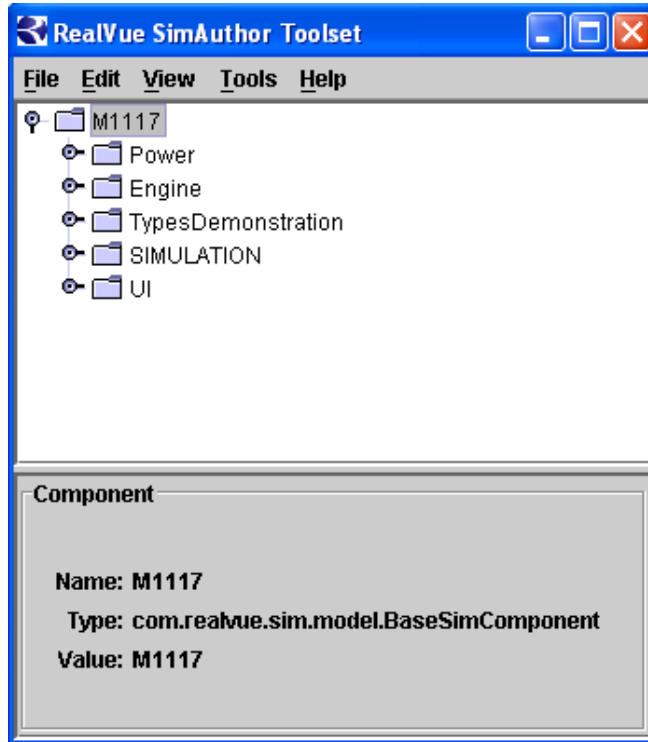 RealVue SimAuthor Toolset
File Edit View Tools Help
M1117
Power
Engine
TypesDemonstration
SIMULATION
UI
Component
Name: M1117
Type: com.realvue.sim.model.BaseSimComponent
Value: M1117